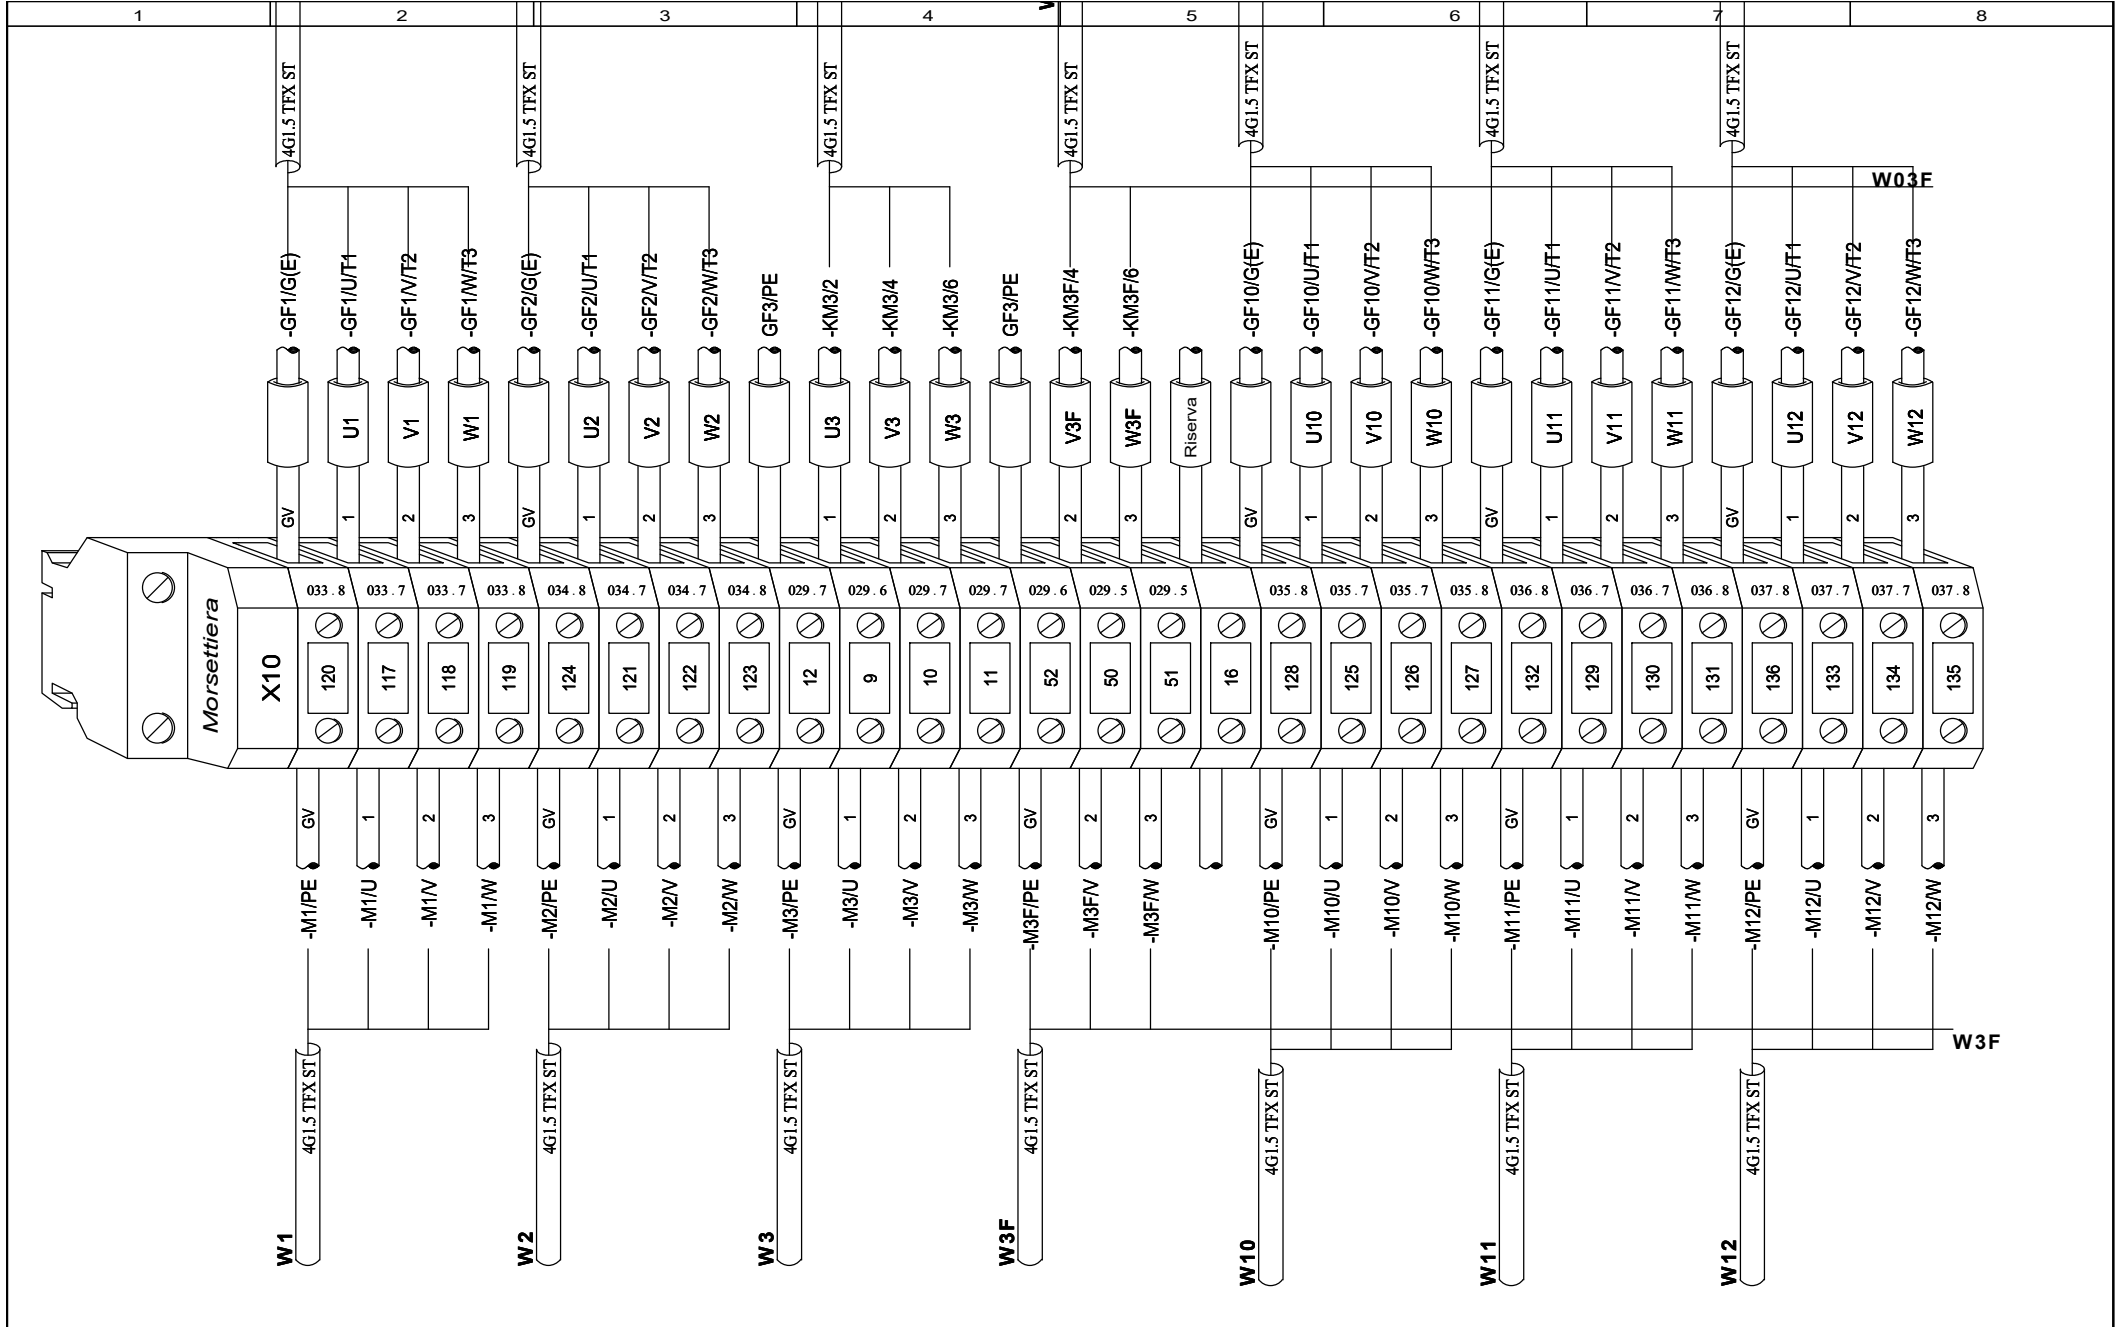 1 2 3 4 5 6 7 8
4G1.5 TFX ST 4G1.5 TFX ST 4G1.5 TFX ST 4G1.5 TFX ST 4G1.5 TFX ST 4G1.5 TFX ST 4G1.5 TFX ST
W03F
-GF1/G(E) -GF1/U/T1 -GF1/V/T2 -GF1/W/T3 -GF2/G(E) -GF2/U/T1 -GF2/V/T2 -GF2/W/T3 GF3/PE -KM3/2 -KM3/4 -KM3/6 GF3/PE -KM3F/4 -KM3F/6 -GF10/G(E) -GF10/U/T1 -GF10/V/T2 -GF10/W/T3 -GF11/G(E) -GF11/U/T1 -GF11/V/T2 -GF11/W/T3 -GF12/G(E) -GF12/U/T1 -GF12/V/T2 -GF12/W/T3
U1 V1 W1 U2 V2 W2 U3 V3 W3 V3F W3F Riserva U10 V10 W10 U11 V11 W11 U12 V12 W12
GV 1 2 3 GV 1 2 3 1 2 3 2 3 GV 1 2 3 GV 1 2 3 GV 1 2 3
033.8 033.7 033.7 033.8 034.8 034.7 034.7 034.8 029.7 029.6 029.7 029.7 029.6 029.5 029.5 035.8 035.7 035.7 035.8 036.8 036.7 036.7 036.8 037.8 037.7 037.7 037.8
Morsettiera
X10
120 117 118 119 124 121 122 123 12 9 10 11 52 50 51 16 128 125 126 127 132 129 130 131 136 133 134 135
GV 1 2 3 GV 1 2 3 GV 1 2 3 GV 2 3 GV 1 2 3 GV 1 2 3 GV 1 2 3
-M1/PE -M1/U -M1/V -M1/W -M2/PE -M2/U -M2/V -M2/W -M3/PE -M3/U -M3/V -M3/W -M3F/PE -M3F/V -M3F/W -M10/PE -M10/U -M10/V -M10/W -M11/PE -M11/U -M11/V -M11/W -M12/PE -M12/U -M12/V -M12/W
W3F
4G1.5 TFX ST 4G1.5 TFX ST 4G1.5 TFX ST 4G1.5 TFX ST 4G1.5 TFX ST 4G1.5 TFX ST 4G1.5 TFX ST
W1 W2 W3 W3F W10 W11 W12